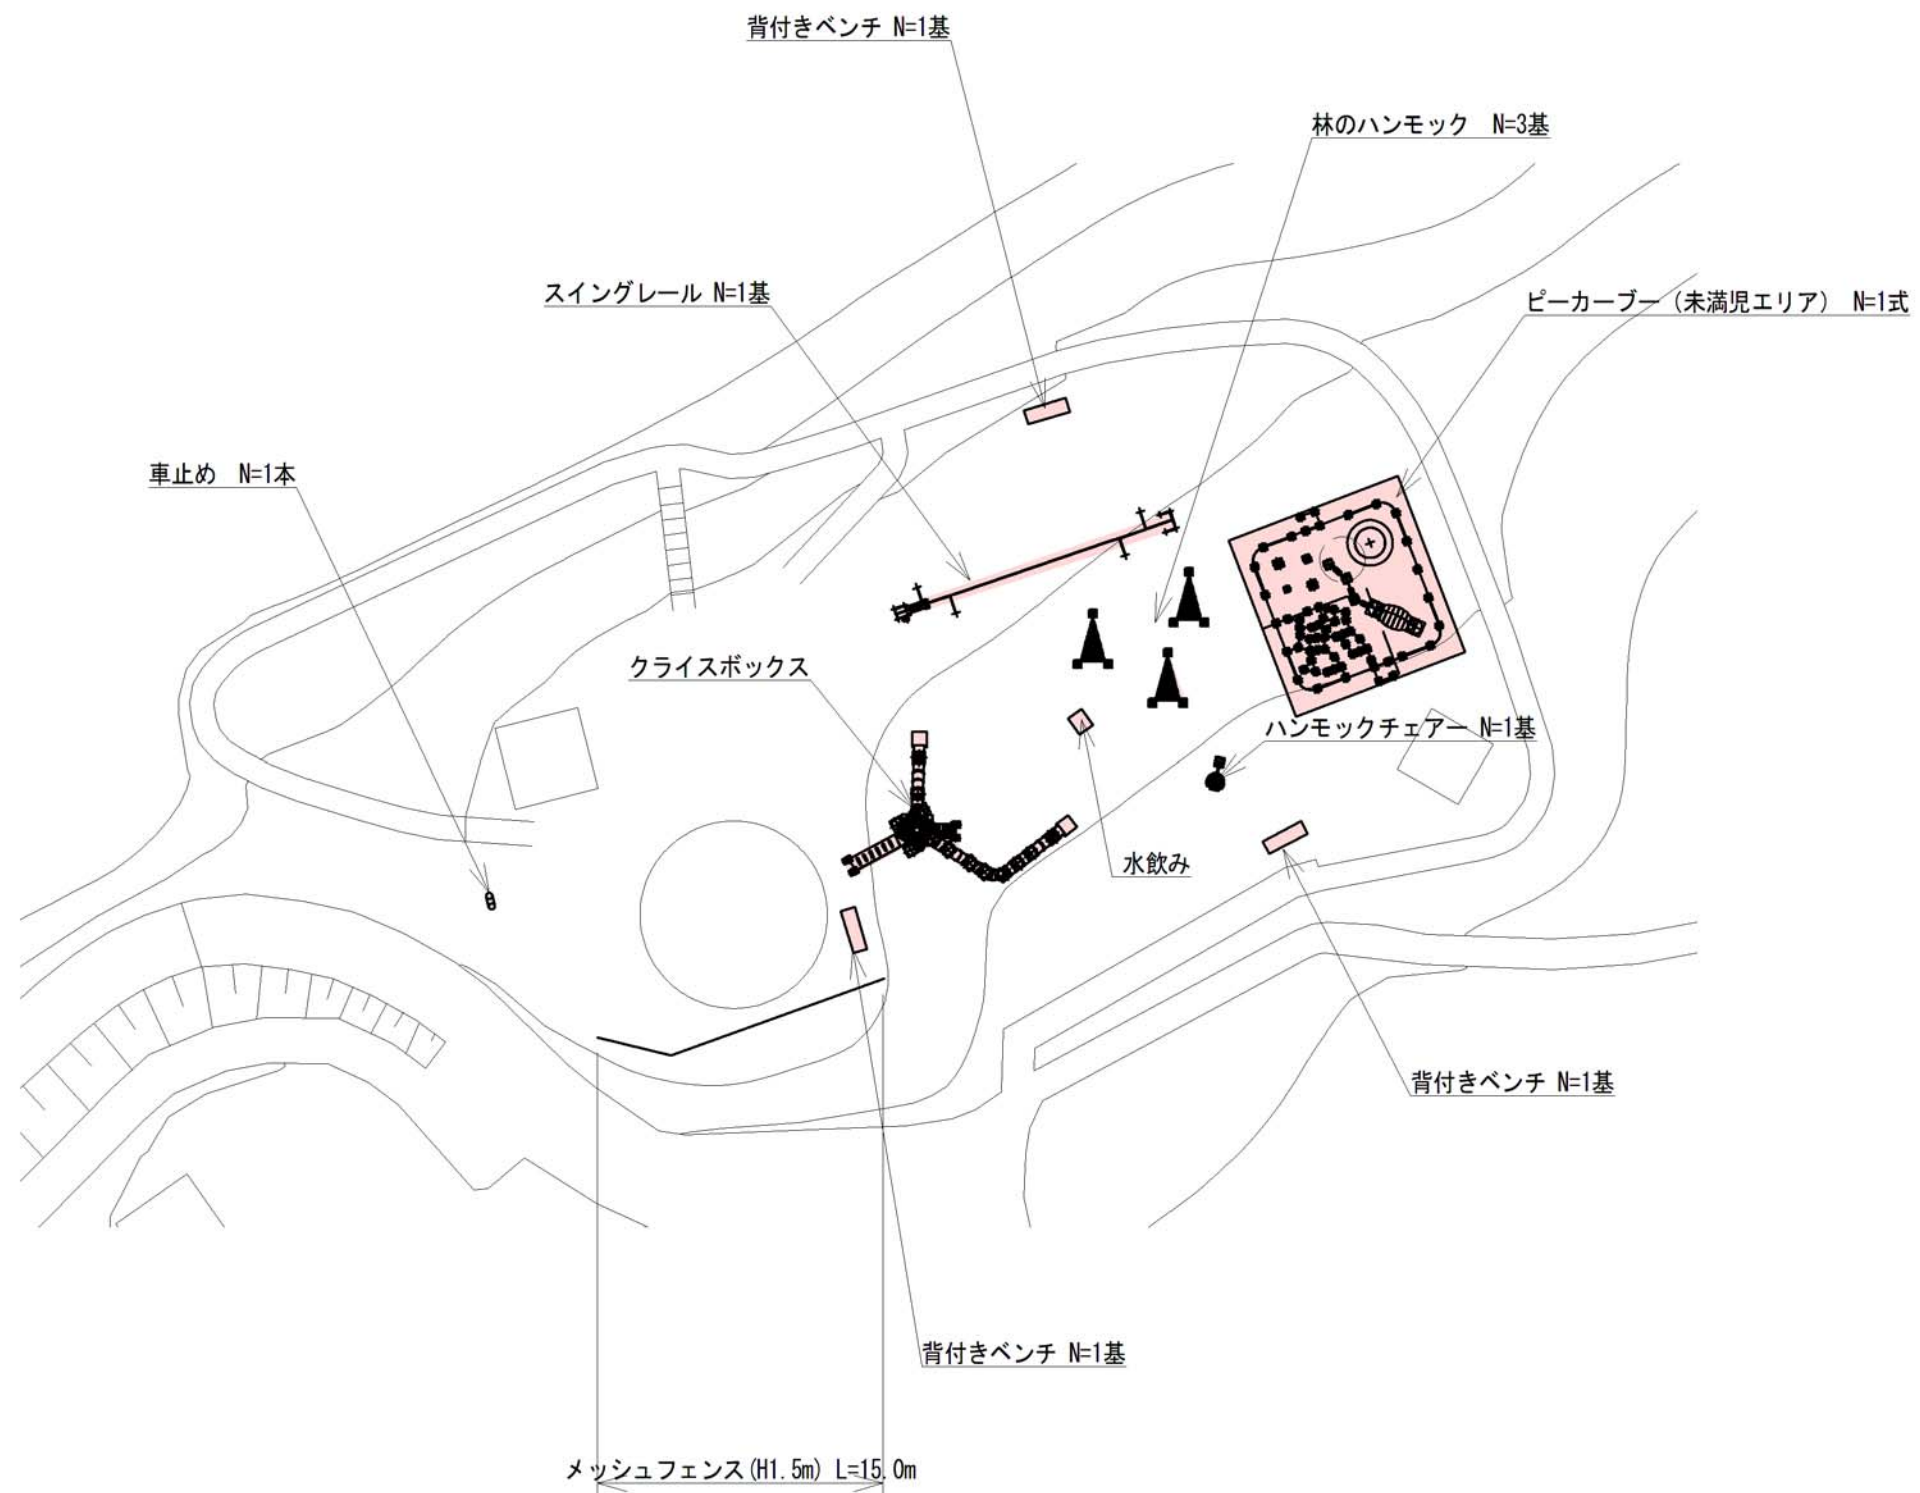 背付きベンチ N=1基
林のハンモック　N=3基
スイングレール N=1基
ピーカーブー（未満児エリア） N=1式
車止め　N=1本
クライスボックス
ハンモックチェアー N=1基
水飲み
背付きベンチ N=1基
背付きベンチ N=1基
メッシュフェンス(H1.5m) L=15.0m